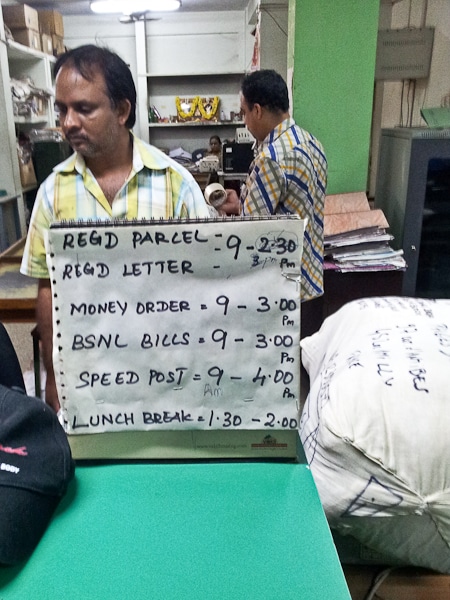 REGD PARCEL - 9 - 2.30
REGD LETTER - 3 Pm
MONEY ORDER = 9 - 3.00 Pm
BSNL BILLS = 9 - 3.00 Pm
SPEED POST = 9 Am - 4.00 Pm
LUNCH BREAK = 1.30 - 2.00
BODY